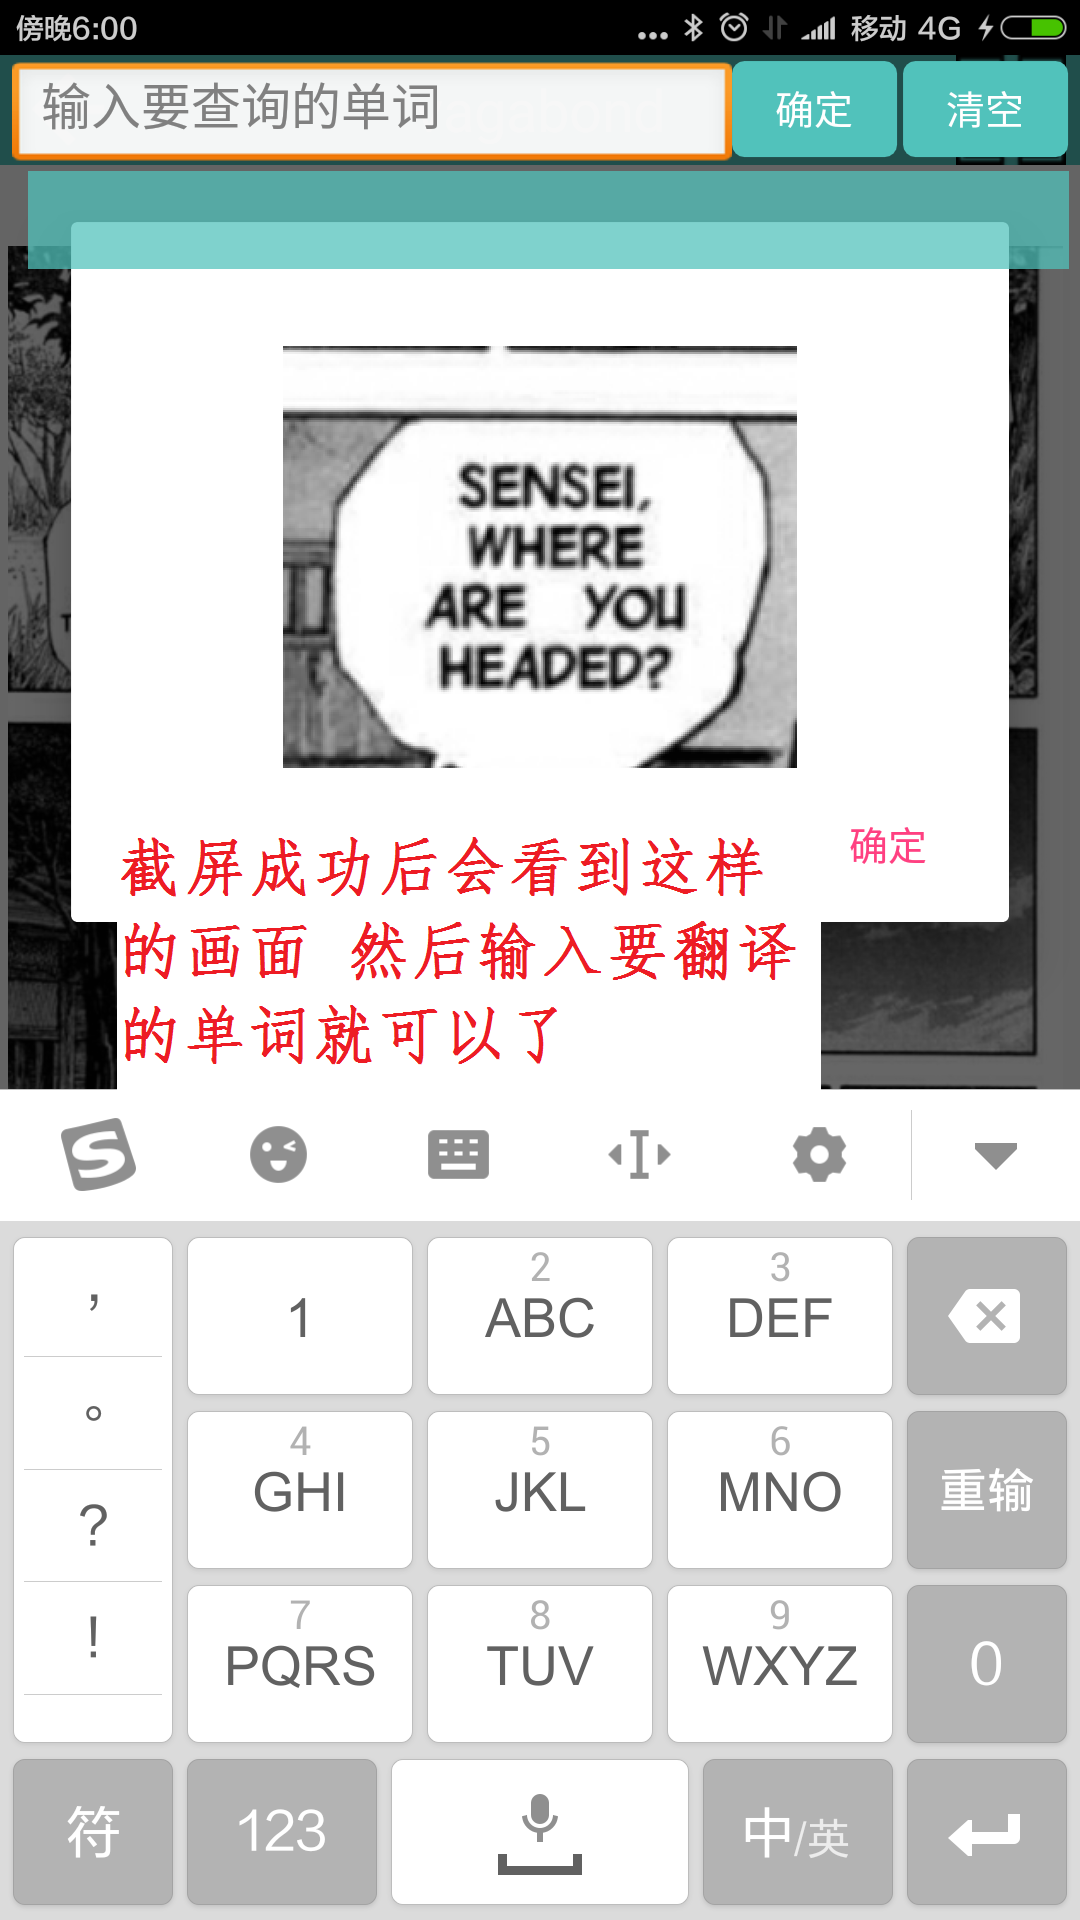 傍晚6:00
... 移动 4G
输入要查询的单词
确定
清空
SENSEI,
WHERE
ARE YOU
HEADED?
确定
截屏成功后会看到这样
的画面 然后输入要翻译
的单词就可以了
S
，
。
?
!
1
2
ABC
3
DEF
4
GHI
5
JKL
6
MNO
重输
7
PQRS
8
TUV
9
WXYZ
0
符
123
中/英